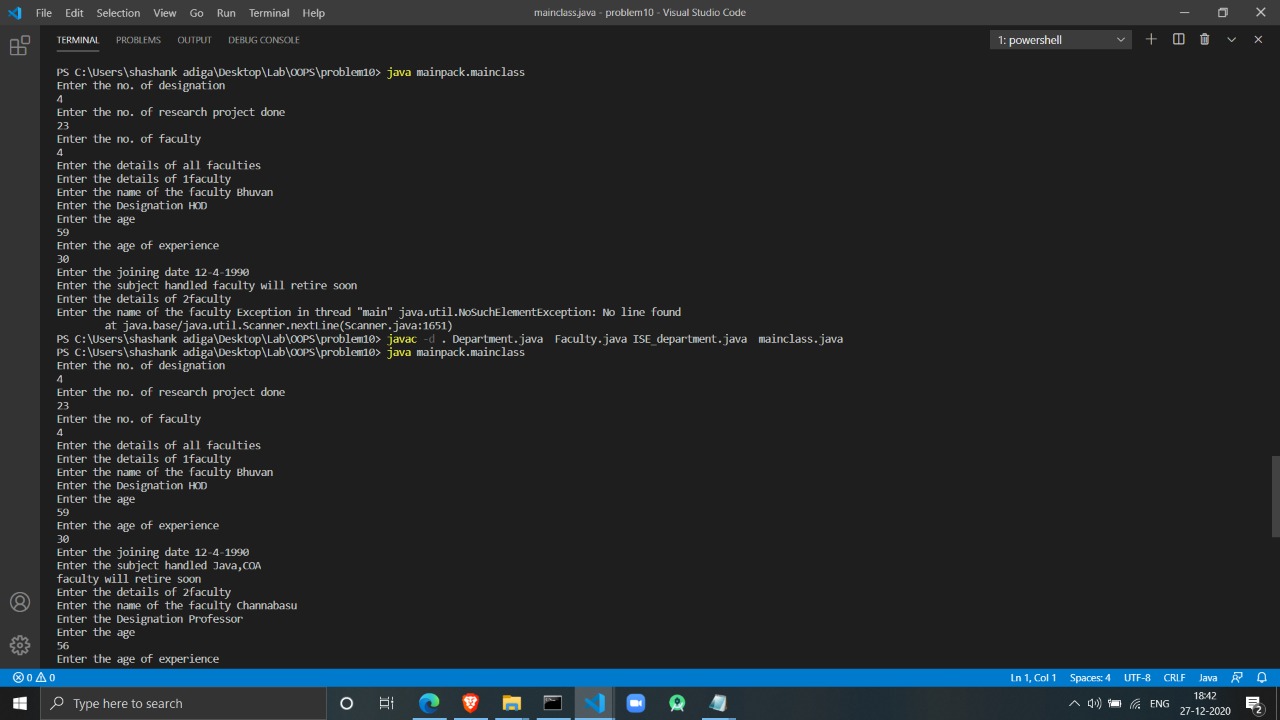 File Edit Selection View Go Run Terminal Help mainclass.java - problem10 - Visual Studio Code
TERMINAL PROBLEMS OUTPUT DEBUG CONSOLE 1: powershell
PS C:\Users\shashank adiga\Desktop\Lab\OOPS\problem10> java mainpack.mainclass
Enter the no. of designation
4
Enter the no. of research project done
23
Enter the no. of faculty
4
Enter the details of all faculties
Enter the details of 1faculty
Enter the name of the faculty Bhuvan
Enter the Designation HOD
Enter the age
59
Enter the age of experience
30
Enter the joining date 12-4-1990
Enter the subject handled faculty will retire soon
Enter the details of 2faculty
Enter the name of the faculty Exception in thread "main" java.util.NoSuchElementException: No line found
at java.base/java.util.Scanner.nextLine(Scanner.java:1651)
PS C:\Users\shashank adiga\Desktop\Lab\OOPS\problem10> javac -d . Department.java Faculty.java ISE_department.java mainclass.java
PS C:\Users\shashank adiga\Desktop\Lab\OOPS\problem10> java mainpack.mainclass
Enter the no. of designation
4
Enter the no. of research project done
23
Enter the no. of faculty
4
Enter the details of all faculties
Enter the details of 1faculty
Enter the name of the faculty Bhuvan
Enter the Designation HOD
Enter the age
59
Enter the age of experience
30
Enter the joining date 12-4-1990
Enter the subject handled Java,COA
faculty will retire soon
Enter the details of 2faculty
Enter the name of the faculty Channabasu
Enter the Designation Professor
Enter the age
56
Enter the age of experience
0 0 Ln 1, Col 1 Spaces: 4 UTF-8 CRLF Java
Type here to search ENG 18:42
27-12-2020 2